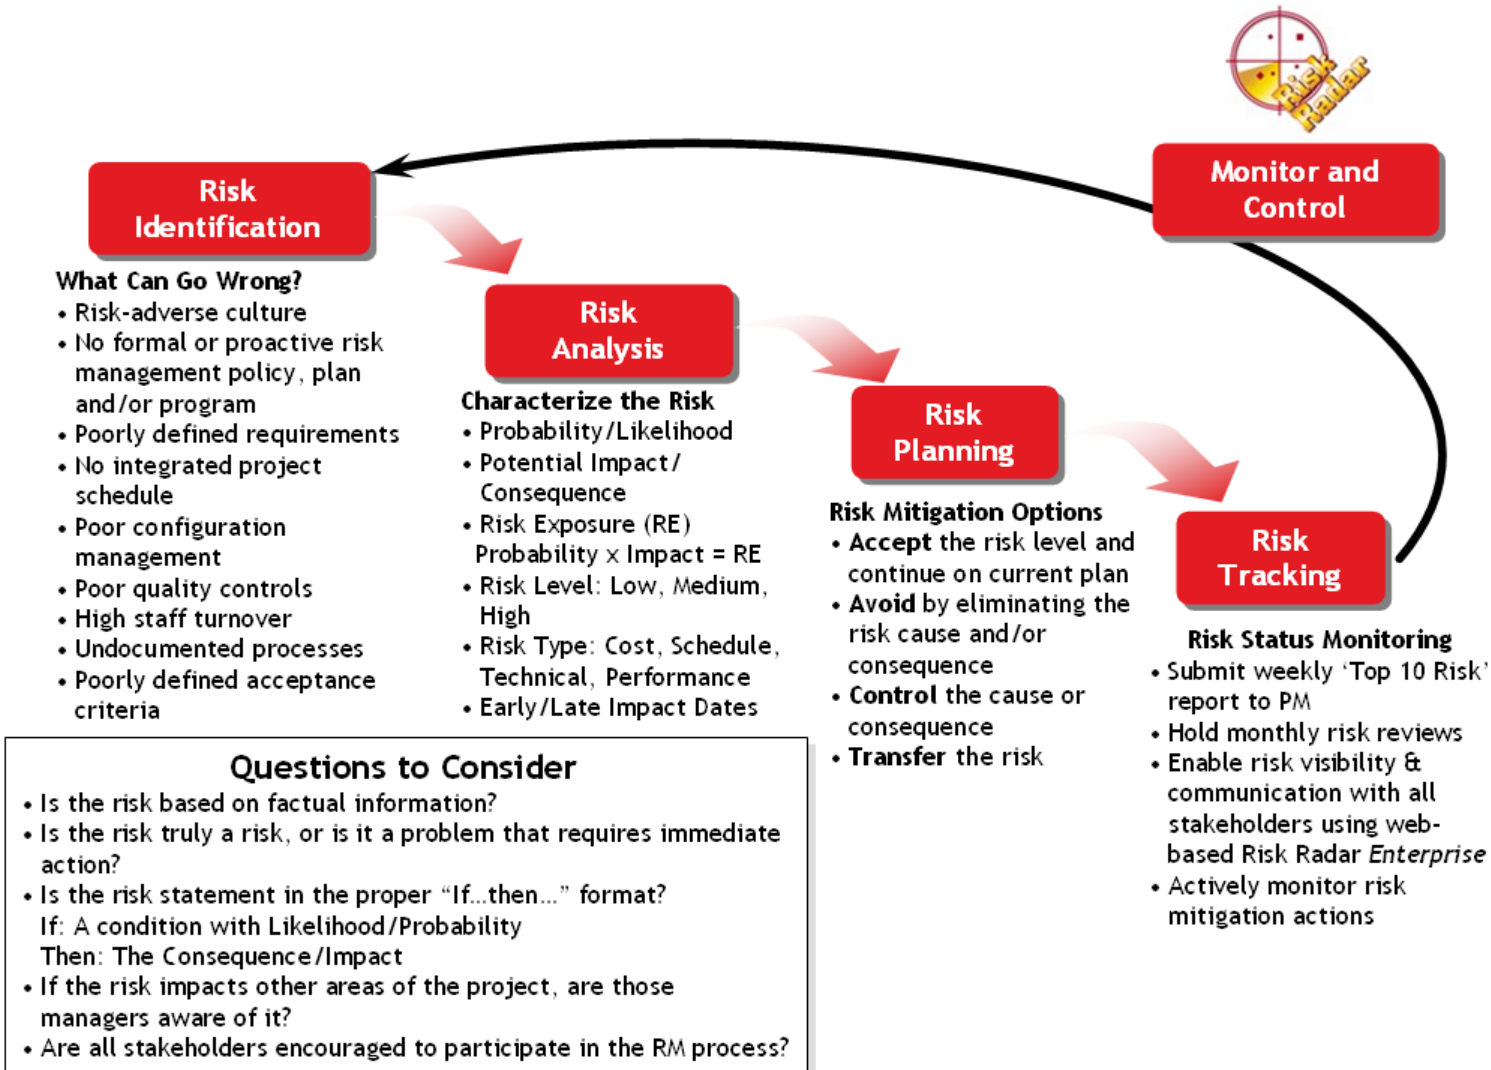 Risk
Radar
Monitor and
Control
Risk
Identification
What Can Go Wrong?
• Risk-adverse culture
• No formal or proactive risk
management policy, plan
and/or program
• Poorly defined requirements
• No integrated project
schedule
• Poor configuration
management
• Poor quality controls
• High staff turnover
• Undocumented processes
• Poorly defined acceptance
criteria
Risk
Analysis
Characterize the Risk
• Probability/Likelihood
• Potential Impact/
Consequence
• Risk Exposure (RE)
Probability x Impact = RE
• Risk Level: Low, Medium,
High
• Risk Type: Cost, Schedule,
Technical, Performance
• Early/Late Impact Dates
Risk
Planning
Risk Mitigation Options
• Accept the risk level and
continue on current plan
• Avoid by eliminating the
risk cause and/or
consequence
• Control the cause or
consequence
• Transfer the risk
Risk
Tracking
Risk Status Monitoring
• Submit weekly ‘Top 10 Risk’
report to PM
• Hold monthly risk reviews
• Enable risk visibility &
communication with all
stakeholders using web-
based Risk Radar Enterprise
• Actively monitor risk
mitigation actions
Questions to Consider
• Is the risk based on factual information?
• Is the risk truly a risk, or is it a problem that requires immediate
action?
• Is the risk statement in the proper “If…then…” format?
If: A condition with Likelihood/Probability
Then: The Consequence/Impact
• If the risk impacts other areas of the project, are those
managers aware of it?
• Are all stakeholders encouraged to participate in the RM process?